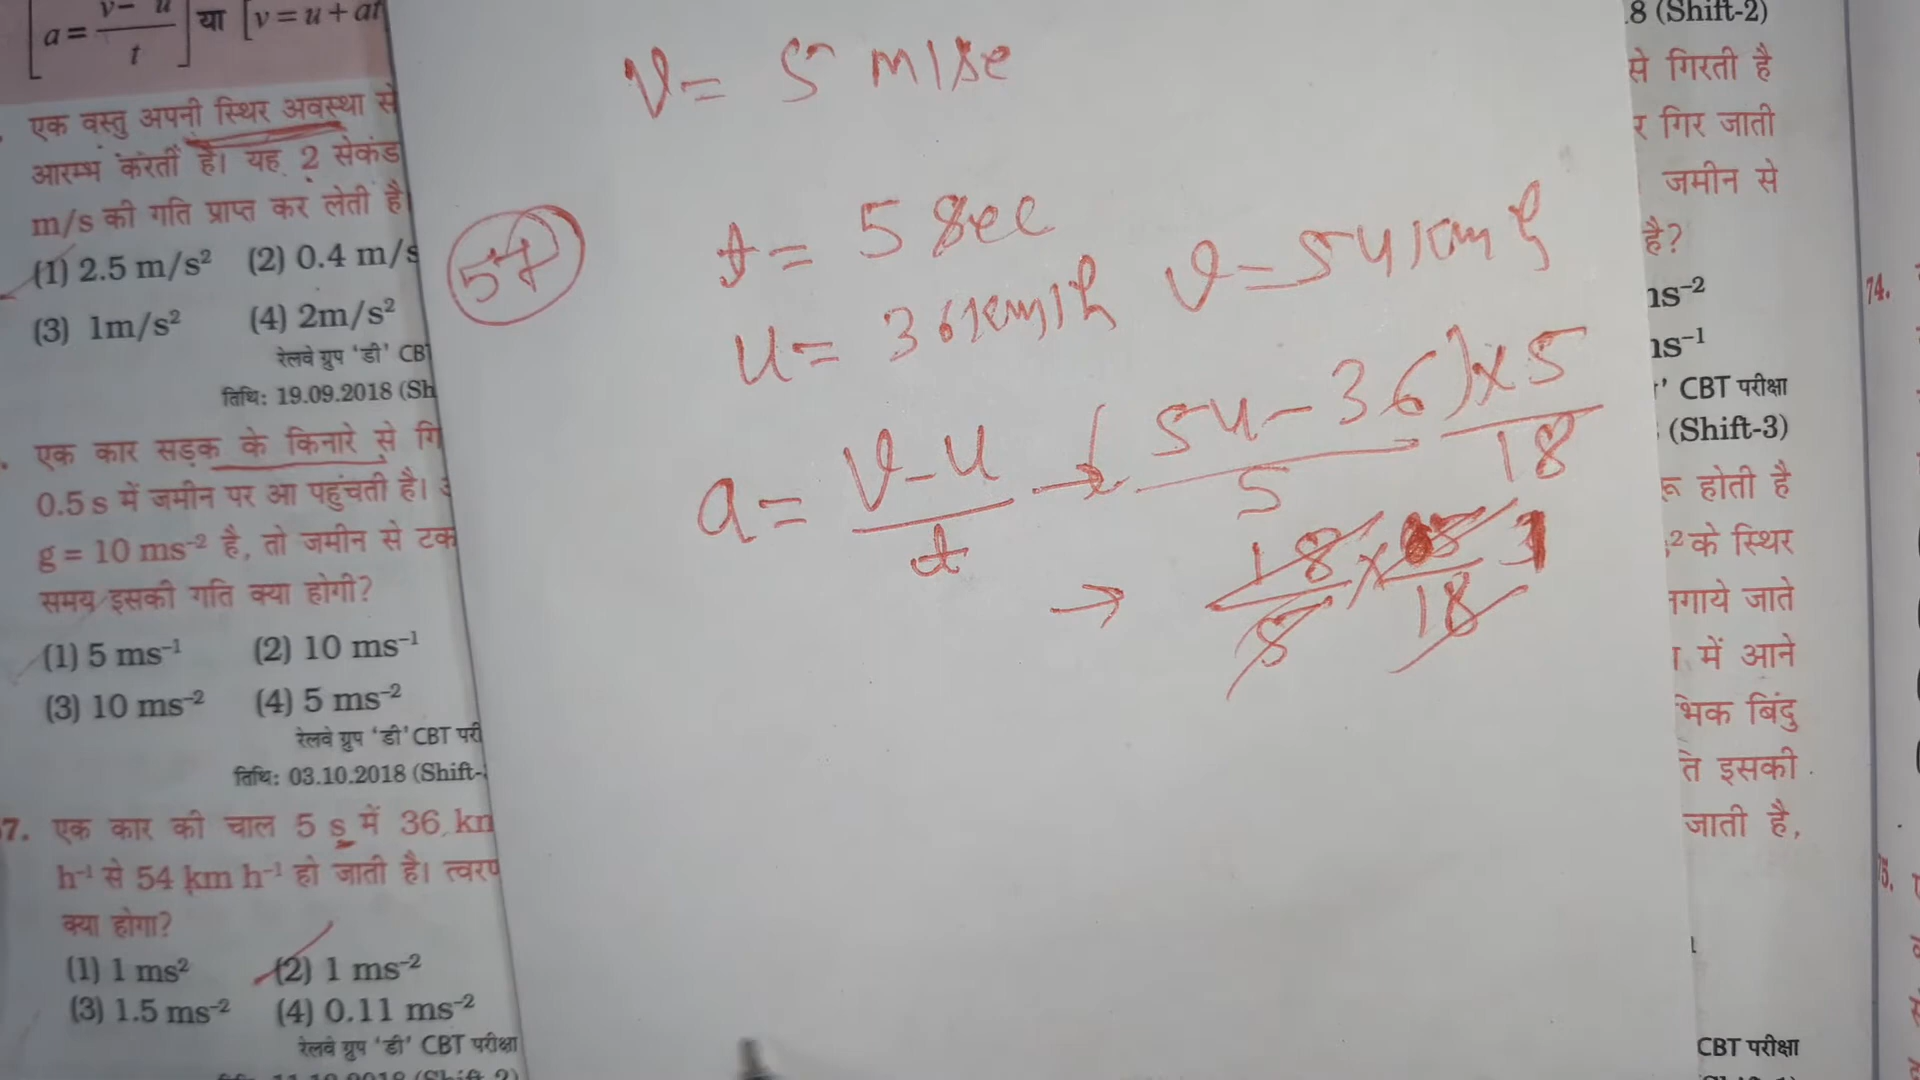 a = v - u / t या v = u + at
एक वस्तु अपनी स्थिर अवस्था से
आरम्भ करती है। यह 2 सेकंड
m/s की गति प्राप्त कर लेती है
(1) 2.5 m/s² (2) 0.4 m/s
(3) 1m/s² (4) 2m/s²
रेलवे ग्रुप 'डी' CB
तिथि: 19.09.2018 (Sh
एक कार सड़क के किनारे से गि
0.5 s में जमीन पर आ पहुंचती है।
g = 10 ms⁻² है, तो जमीन से टक
समय इसकी गति क्या होगी?
(1) 5 ms⁻¹ (2) 10 ms⁻¹
(3) 10 ms⁻² (4) 5 ms⁻²
रेलवे ग्रुप 'डी' CBT परी
तिथि: 03.10.2018 (Shift-
7. एक कार की चाल 5 s में 36 km
h⁻¹ से 54 km h⁻¹ हो जाती है। त्वरण
क्या होगा?
(1) 1 ms² (2) 1 ms⁻²
(3) 1.5 ms⁻² (4) 0.11 ms⁻²
रेलवे ग्रुप 'डी' CBT परीक्षा
v = 5 m/se
57
t = 5 sec
u = 36 km/h v = 54 km h
a = v-u / t → (54-36) / 5 × 5 / 18
→ 18 / 5 × 5 / 18 1
8 (Shift-2)
से गिरती है
र गिर जाती
जमीन से
है?
ms⁻²
ms⁻¹
' CBT परीक्षा
(Shift-3)
रू होती है
² के स्थिर
गाये जाते
में आने
भिक बिंदु
इसकी
जाती है,
CBT परीक्षा
74.
75.